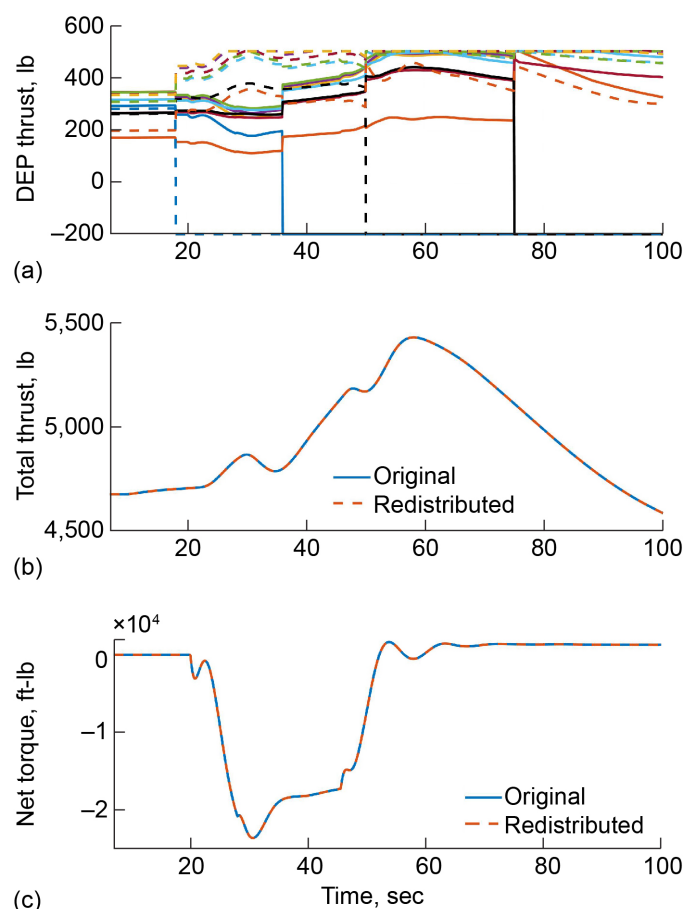 600
400
200
0
–200
DEP thrust, lb
20 40 60 80 100
(a)
5,500
5,000
4,500
Total thrust, lb
Original
Redistributed
20 40 60 80 100
(b)
×10⁴
0
–1
–2
Net torque, ft-lb
Original
Redistributed
20 40 60 80 100
Time, sec
(c)